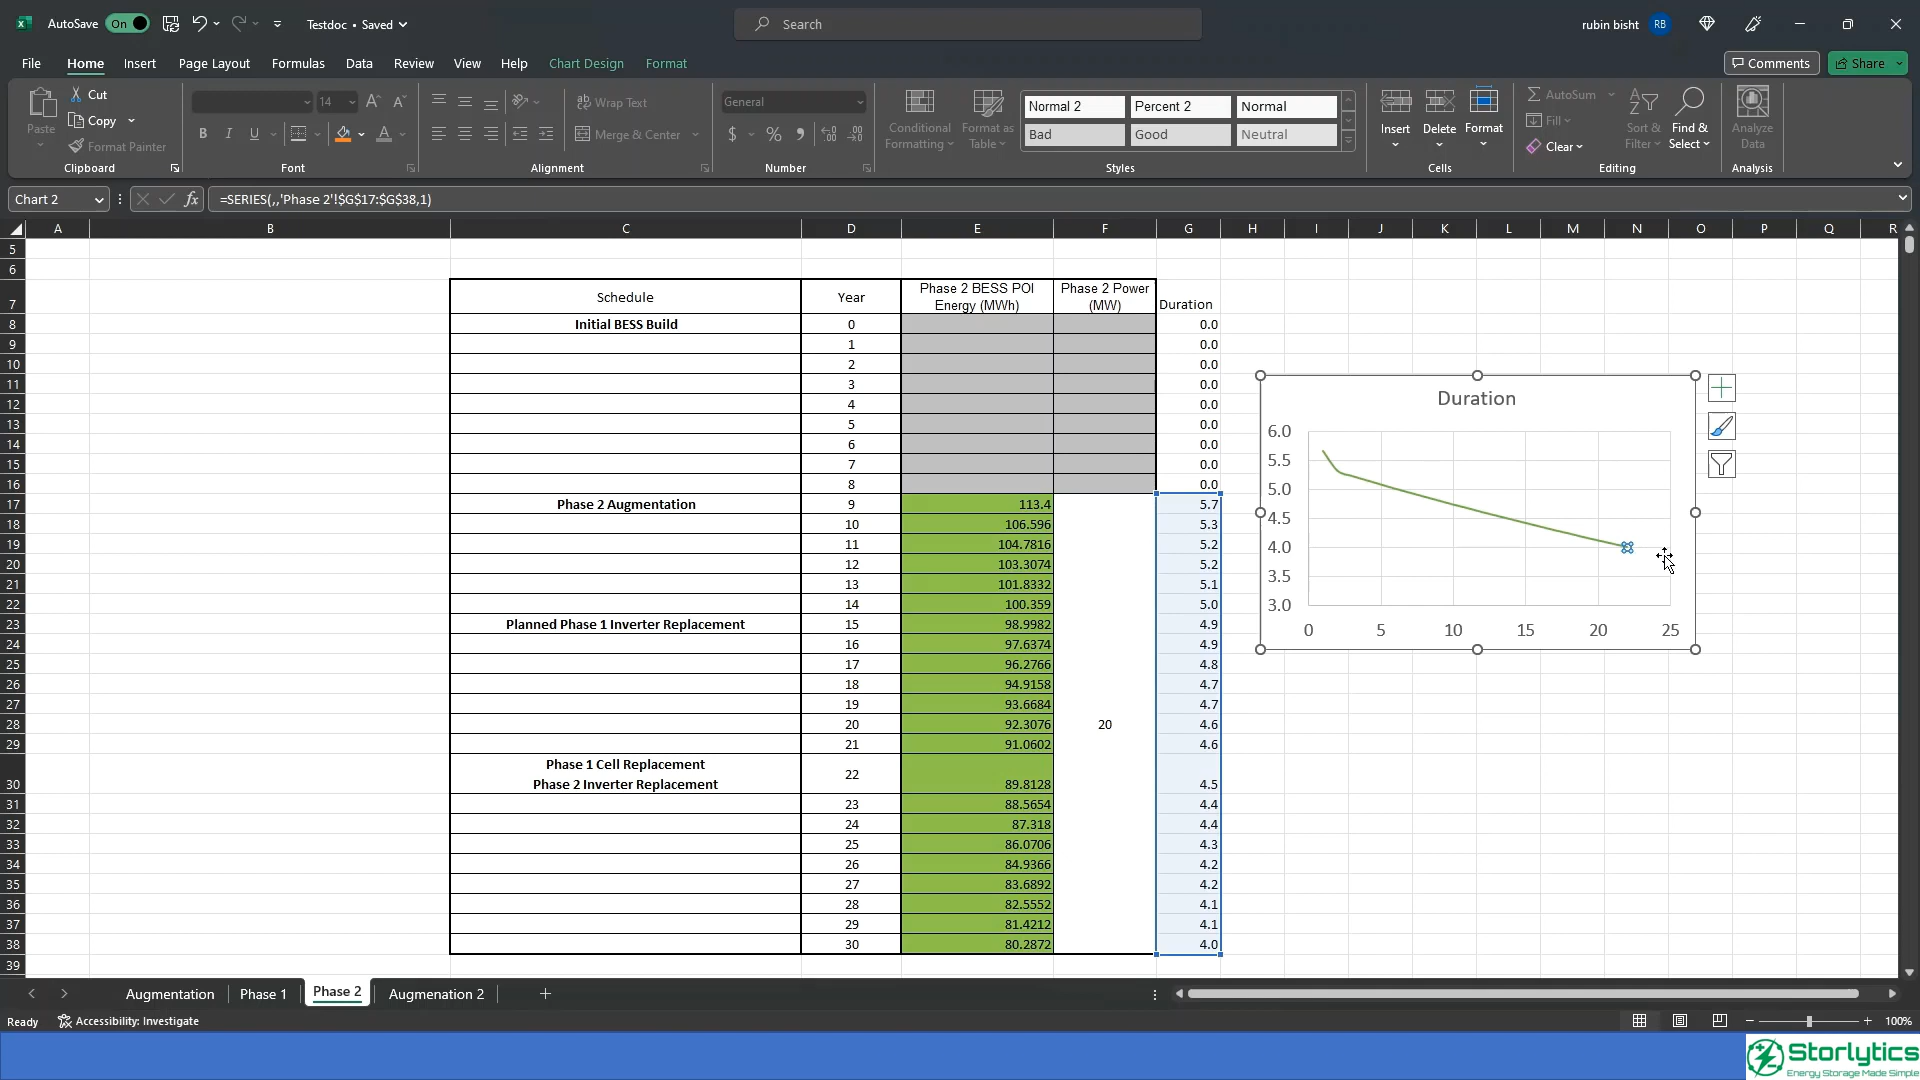 AutoSave On Testdoc • Saved Search rubin bisht RB
File Home Insert Page Layout Formulas Data Review View Help Chart Design Format Comments Share
Paste Cut Copy Format Painter Clipboard
14 B I U A Font
ab Wrap Text Merge & Center Alignment
General $ % Number
Conditional Formatting Format as Table Normal 2 Percent 2 Normal Bad Good Neutral Styles
Insert Delete Format Cells
AutoSum Fill Clear Sort & Filter Find & Select Editing
Analyze Data Analysis
Chart 2 fx =SERIES(,,'Phase 2'!$G$17:$G$38,1)
A B C D E F G H I J K L M N O P Q R
5
6
7 Schedule Year Phase 2 BESS POI Energy (MWh) Phase 2 Power (MW) Duration
8 Initial BESS Build 0 0.0
9 1 0.0
10 2 0.0
11 3 0.0
12 4 0.0
13 5 0.0
14 6 0.0
15 7 0.0
16 8 0.0
17 Phase 2 Augmentation 9 113.4 5.7
18 10 106.596 5.3
19 11 104.7816 5.2
20 12 103.3074 5.2
21 13 101.8332 5.1
22 14 100.359 5.0
23 Planned Phase 1 Inverter Replacement 15 98.9982 4.9
24 16 97.6374 4.9
25 17 96.2766 4.8
26 18 94.9158 4.7
27 19 93.6684 4.7
28 20 92.3076 20 4.6
29 21 91.0602 4.6
30 Phase 1 Cell Replacement Phase 2 Inverter Replacement 22 89.8128 4.5
31 23 88.5654 4.4
32 24 87.318 4.4
33 25 86.0706 4.3
34 26 84.9366 4.2
35 27 83.6892 4.2
36 28 82.5552 4.1
37 29 81.4212 4.1
38 30 80.2872 4.0
39
Duration
6.0
5.5
5.0
4.5
4.0
3.5
3.0
0 5 10 15 20 25
Augmentation Phase 1 Phase 2 Augmenation 2
Ready Accessibility: Investigate 100%
Storlytics
Energy Storage Made Simple